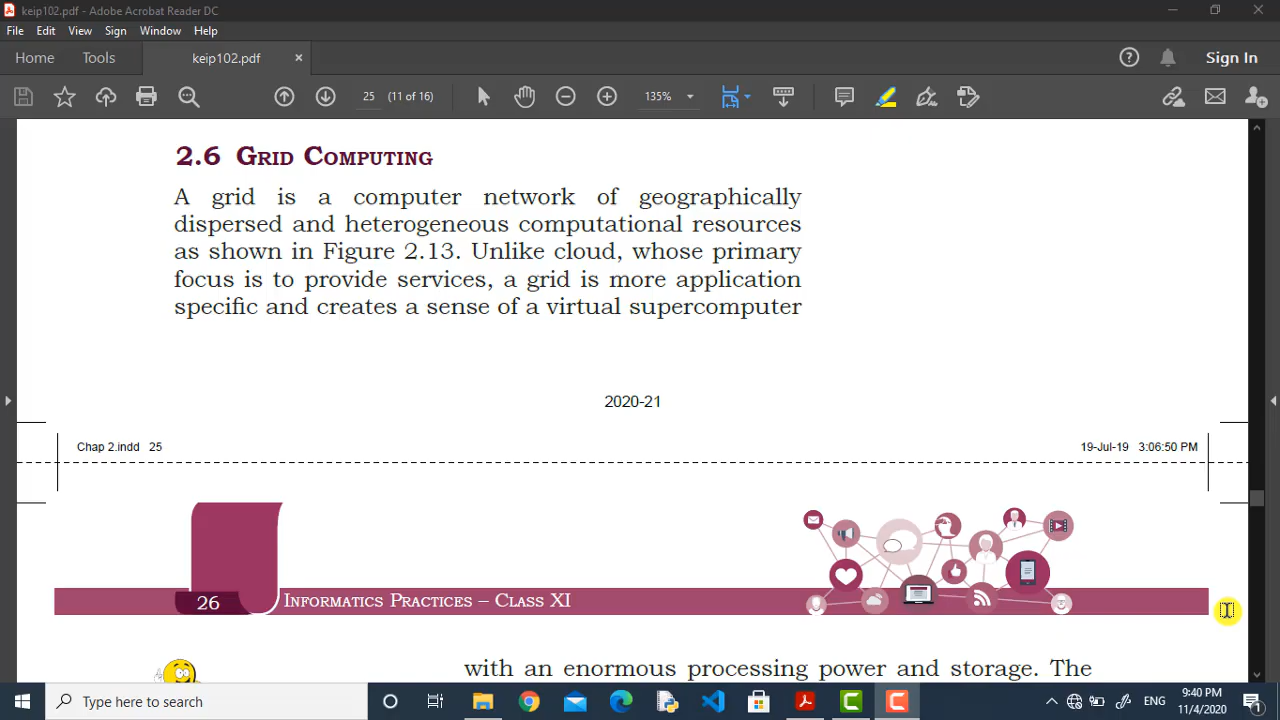 keip102.pdf - Adobe Acrobat Reader DC
File Edit View Sign Window Help
Home Tools keip102.pdf × Sign In
25 (11 of 16) 135%
2.6 GRID COMPUTING
A grid is a computer network of geographically
dispersed and heterogeneous computational resources
as shown in Figure 2.13. Unlike cloud, whose primary
focus is to provide services, a grid is more application
specific and creates a sense of a virtual supercomputer
2020-21
Chap 2.indd 25 19-Jul-19 3:06:50 PM
26 INFORMATICS PRACTICES – CLASS XI
with an enormous processing power and storage. The
Type here to search ENG 9:40 PM
11/4/2020 1